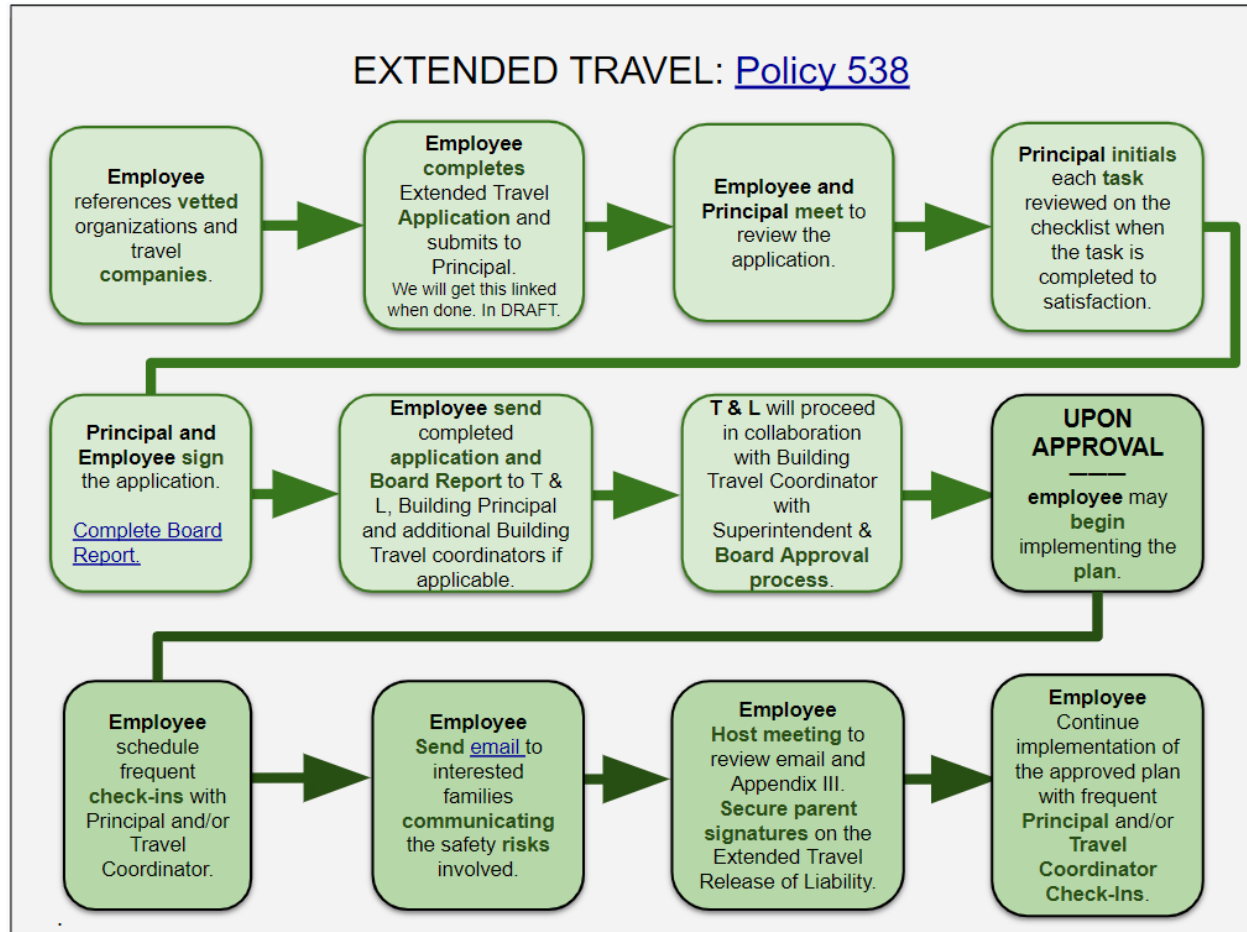 EXTENDED TRAVEL: Policy 538
Employee
references vetted
organizations and
travel
companies.
Employee
completes
Extended Travel
Application and
submits to
Principal.
We will get this linked
when done. In DRAFT.
Employee and
Principal meet to
review the
application.
Principal initials
each task
reviewed on the
checklist when
the task is
completed to
satisfaction.
Principal and
Employee sign
the application.
Complete Board
Report.
Employee send
completed
application and
Board Report to T &
L, Building Principal
and additional Building
Travel coordinators if
applicable.
T & L will proceed
in collaboration
with Building
Travel Coordinator
with
Superintendent &
Board Approval
process.
UPON
APPROVAL
———
employee may
begin
implementing the
plan.
Employee
schedule
frequent
check-ins with
Principal and/or
Travel
Coordinator.
Employee
Send email to
interested
families
communicating
the safety risks
involved.
Employee
Host meeting to
review email and
Appendix III.
Secure parent
signatures on the
Extended Travel
Release of Liability.
Employee
Continue
implementation of
the approved plan
with frequent
Principal and/or
Travel
Coordinator
Check-Ins.
.